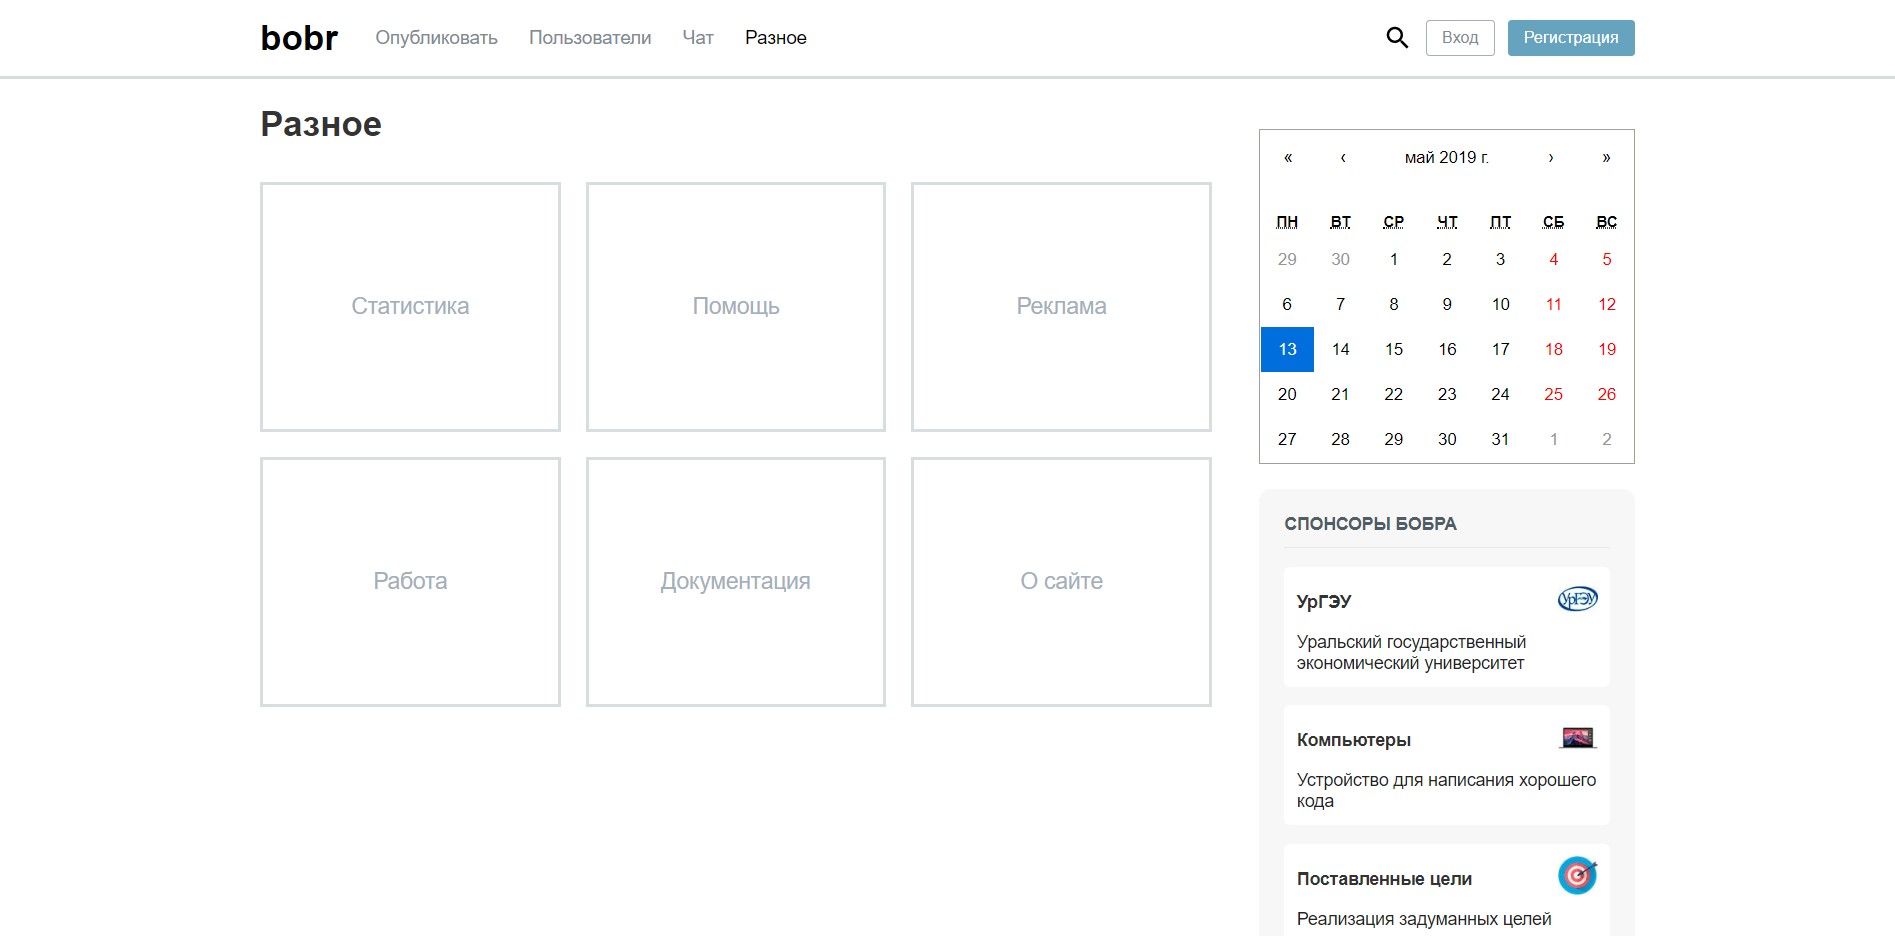 bobr Опубликовать Пользователи Чат Разное Вход Регистрация
Разное
Статистика Помощь Реклама
Работа Документация О сайте
« ‹ май 2019 г. › »
ПН ВТ СР ЧТ ПТ СБ ВС
29 30 1 2 3 4 5
6 7 8 9 10 11 12
13 14 15 16 17 18 19
20 21 22 23 24 25 26
27 28 29 30 31 1 2
СПОНСОРЫ БОБРА
УрГЭУ УрГЭУ
Уральский государственный
экономический университет
Компьютеры
Устройство для написания хорошего
кода
Поставленные цели
Реализация задуманных целей